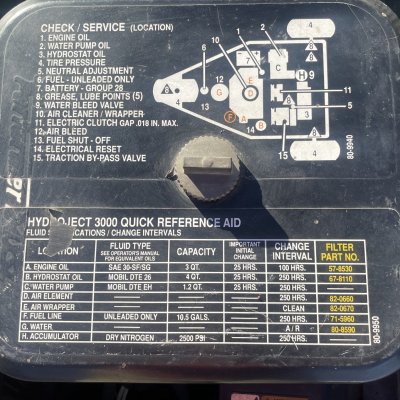 CHECK / SERVICE (LOCATION)
1. ENGINE OIL
2. WATER PUMP OIL
3. HYDROSTAT OIL
4. TIRE PRESSURE
5. NEUTRAL ADJUSTMENT
6. FUEL - UNLEADED ONLY
7. BATTERY - GROUP 28
8. GREASE, LUBE POINTS (5)
9. WATER BLEED VALVE
10. AIR CLEANER / WRAPPER
11. ELECTRIC CLUTCH GAP .018 IN. MAX.
12. AIR BLEED
13. FUEL SHUT - OFF
14. ELECTRICAL RESET
15. TRACTION BY-PASS VALVE
80-9940
HYDROJECT 3000 QUICK REFERENCE AID
FLUID SPECIFICATIONS / CHANGE INTERVALS
LOCATION FLUID TYPE SEE OPERATOR'S MANUAL FOR EQUIVALENT OILS CAPACITY IMPORTANT INITIAL CHANGE CHANGE INTERVAL FILTER PART NO.
A. ENGINE OIL SAE 30-SF/SG 3 QT. 25 HRS. 100 HRS. 57-8530
B. HYDROSTAT OIL MOBIL DTE 26 4 QT. 25 HRS. 250 HRS. 67-8110
C. WATER PUMP MOBIL DTE EH 1.2 QT. 25 HRS. 250 HRS.
D. AIR ELEMENT 250 HRS. 82-0660
E. AIR WRAPPER CLEAN 82-0670
F. FUEL LINE UNLEADED ONLY 10.5 GALS. 250 HRS. 71-5960
G. WATER A / R 80-8590
H. ACCUMULATOR DRY NITROGEN 2500 PSI 250 HRS.
80-9950